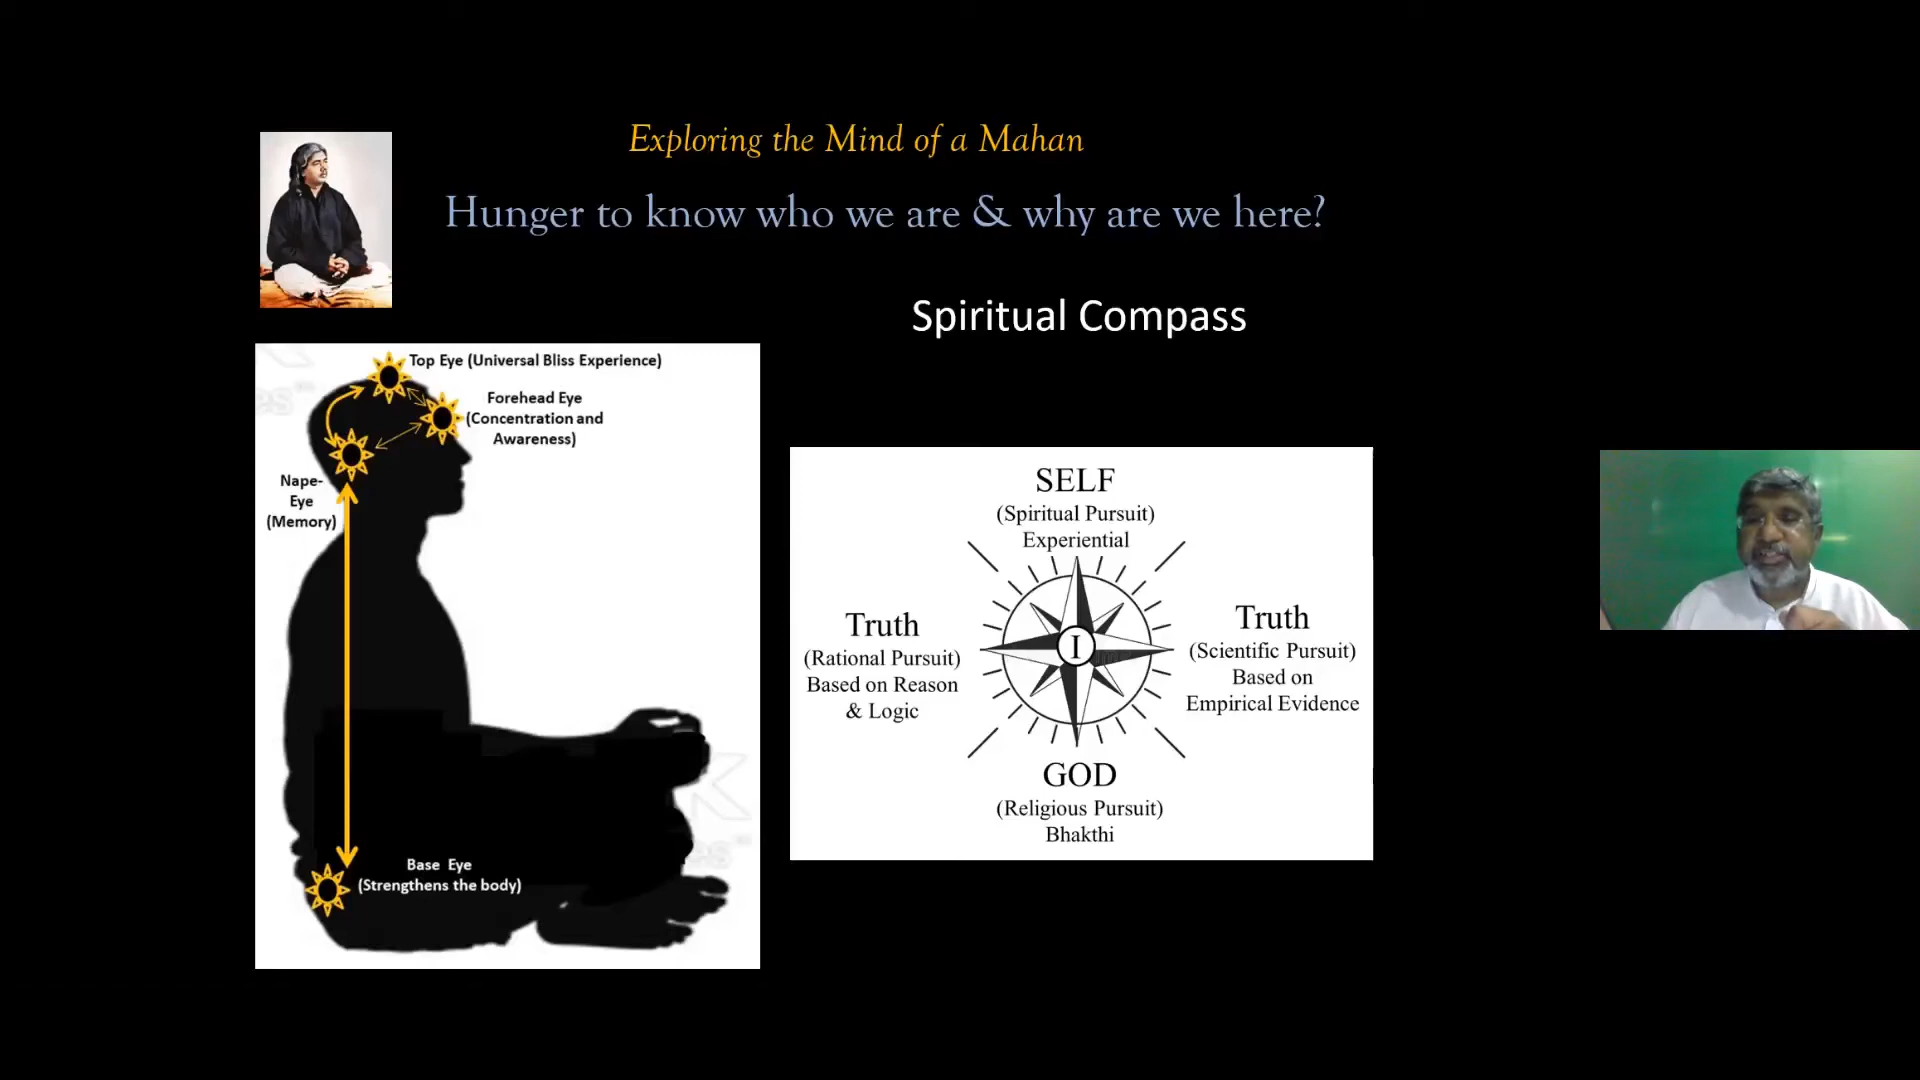 Exploring the Mind of a Mahan
Hunger to know who we are & why are we here?
Spiritual Compass
Top Eye (Universal Bliss Experience)
Forehead Eye
(Concentration and
Awareness)
Nape-
Eye
(Memory)
Base Eye
(Strengthens the body)
SELF
(Spiritual Pursuit)
Experiential
Truth
(Rational Pursuit)
Based on Reason
& Logic
I
Truth
(Scientific Pursuit)
Based on
Empirical Evidence
GOD
(Religious Pursuit)
Bhakthi